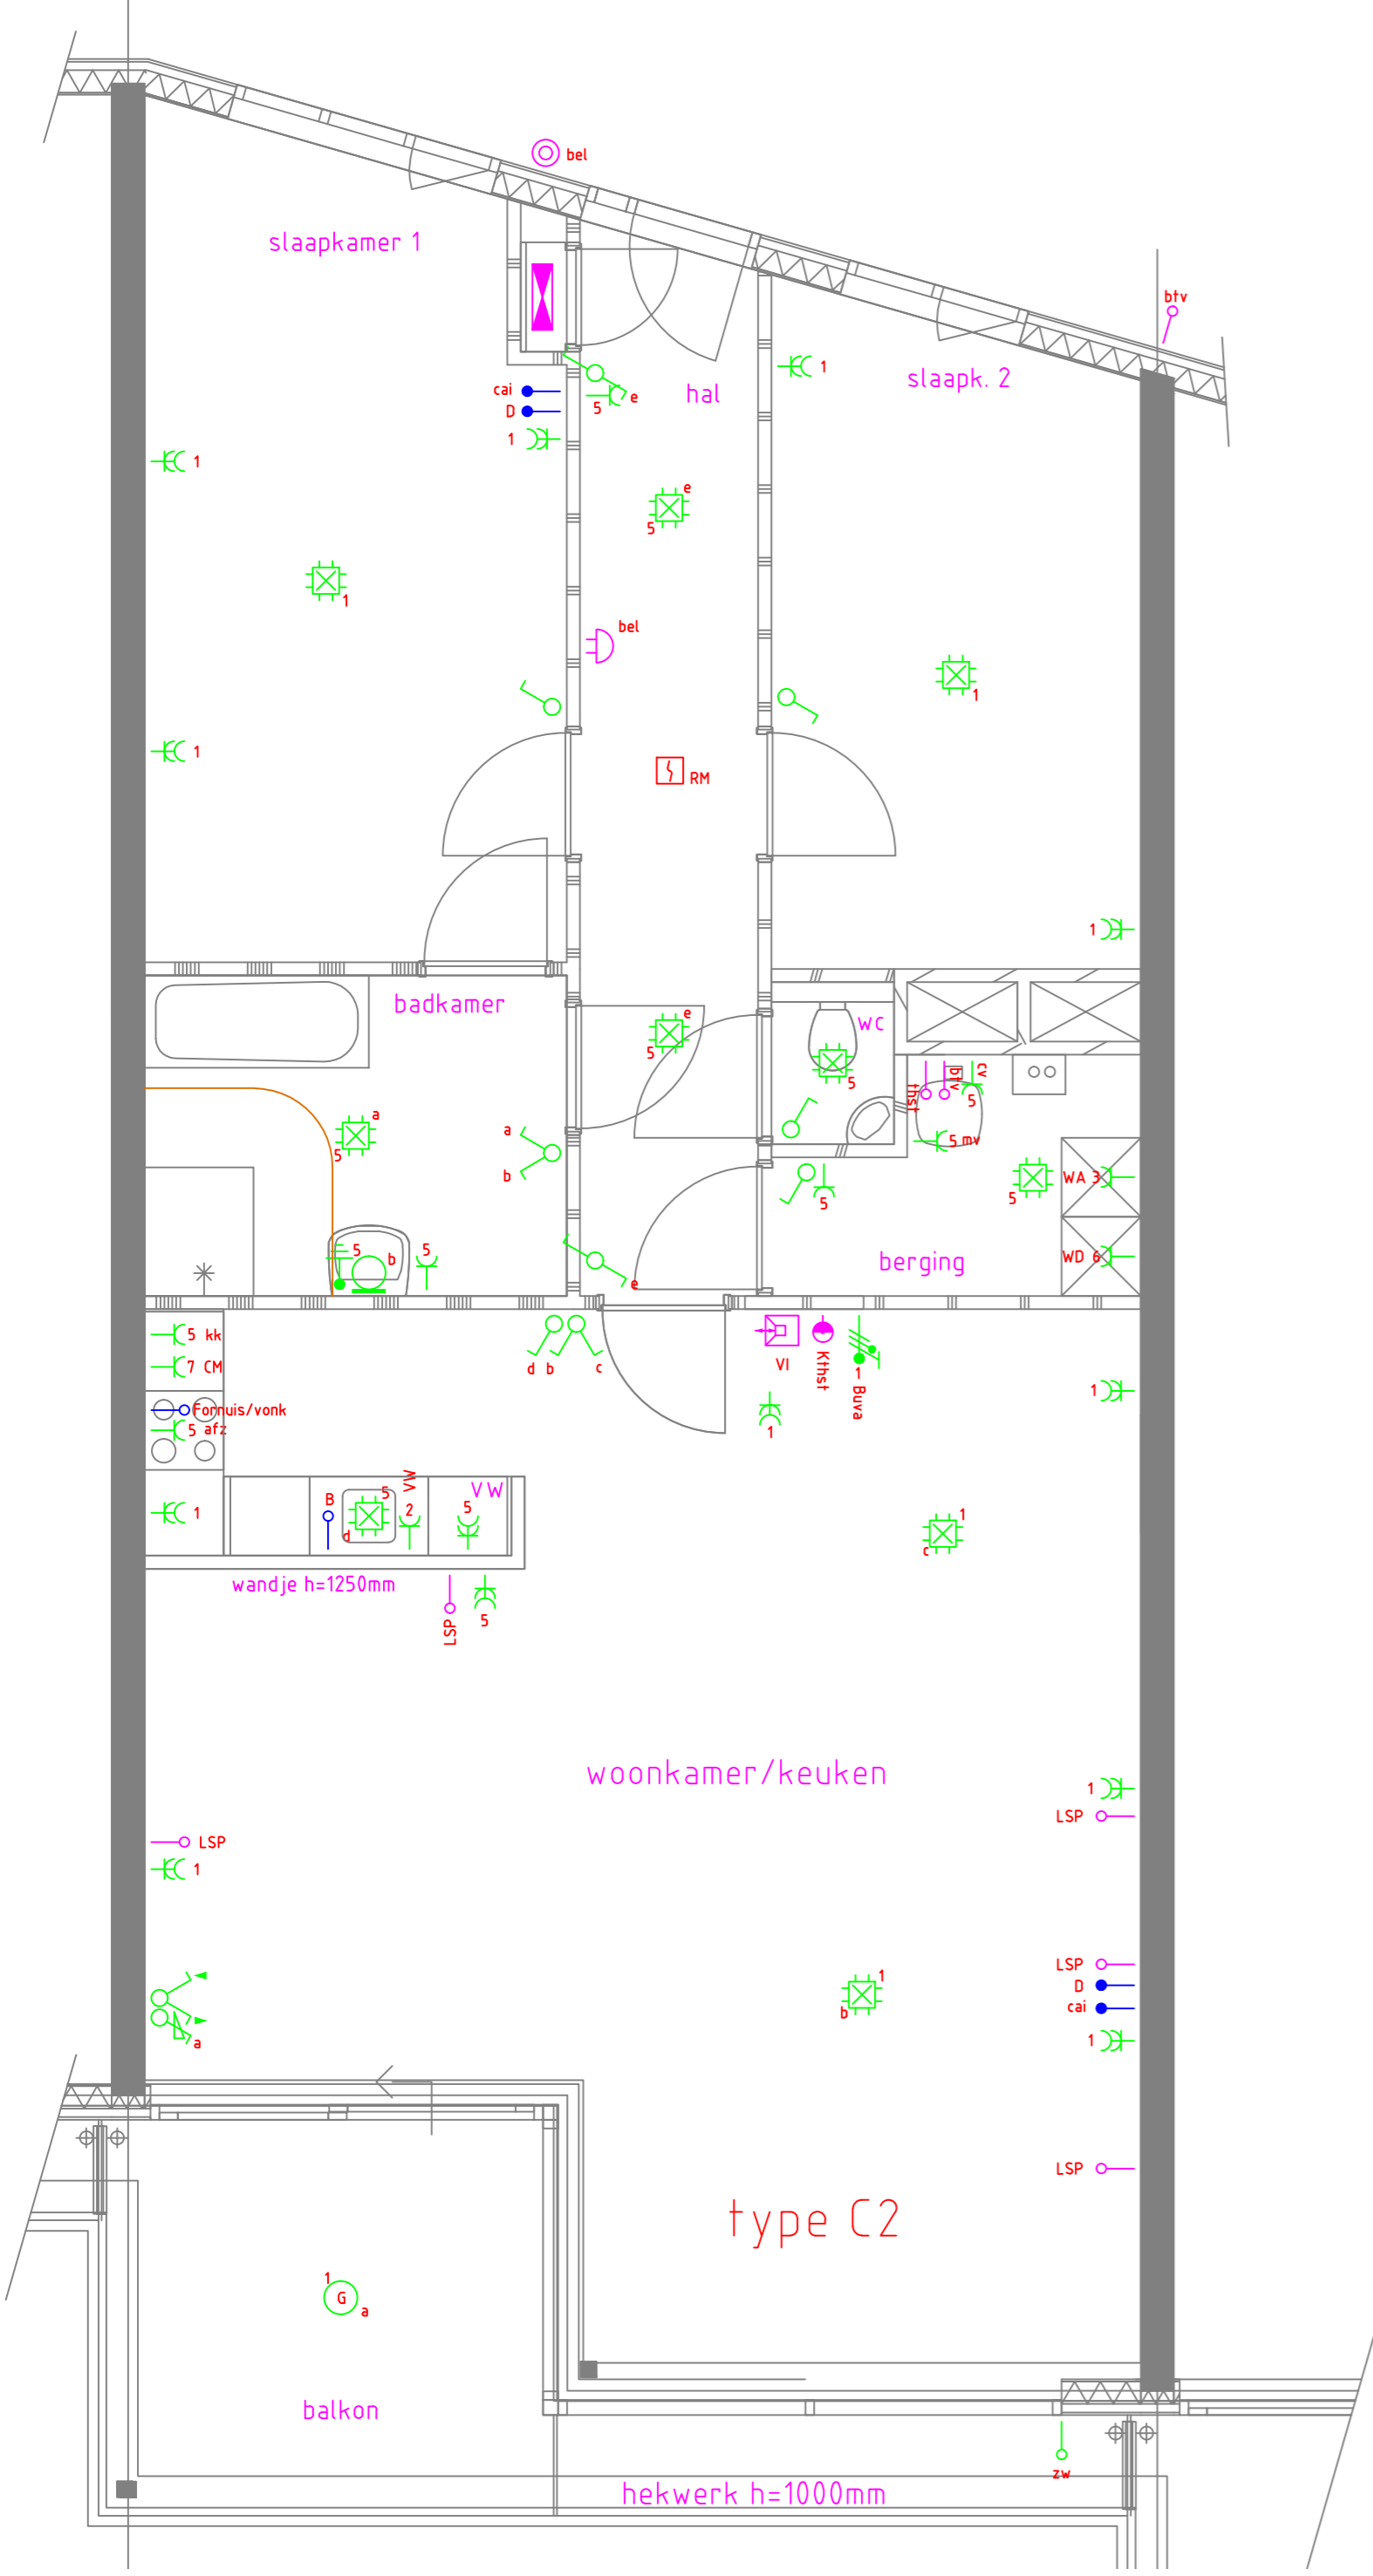 bel
slaapkamer 1
btv
cai
D
1
5
e
hal
1
slaapk. 2
1
e
5
1
bel
1
1
RM
1
badkamer
e
5
WC
5
thst
btv
cv
5
5 mv
a
5
a
b
5
5
WA 3
WD 6
berging
5
b
5
e
5 kk
7 CM
Fornuis/vonk
5 afz
d
b
c
VI
Kthst
1 Buva
1
1
1
B
d
5
VW
2
VW
5
1
c
wandje h=1250mm
LSP
5
woonkamer/keuken
1
LSP
LSP
1
LSP
D
cai
1
1
b
a
LSP
type C2
1
G
a
balkon
zw
hekwerk h=1000mm